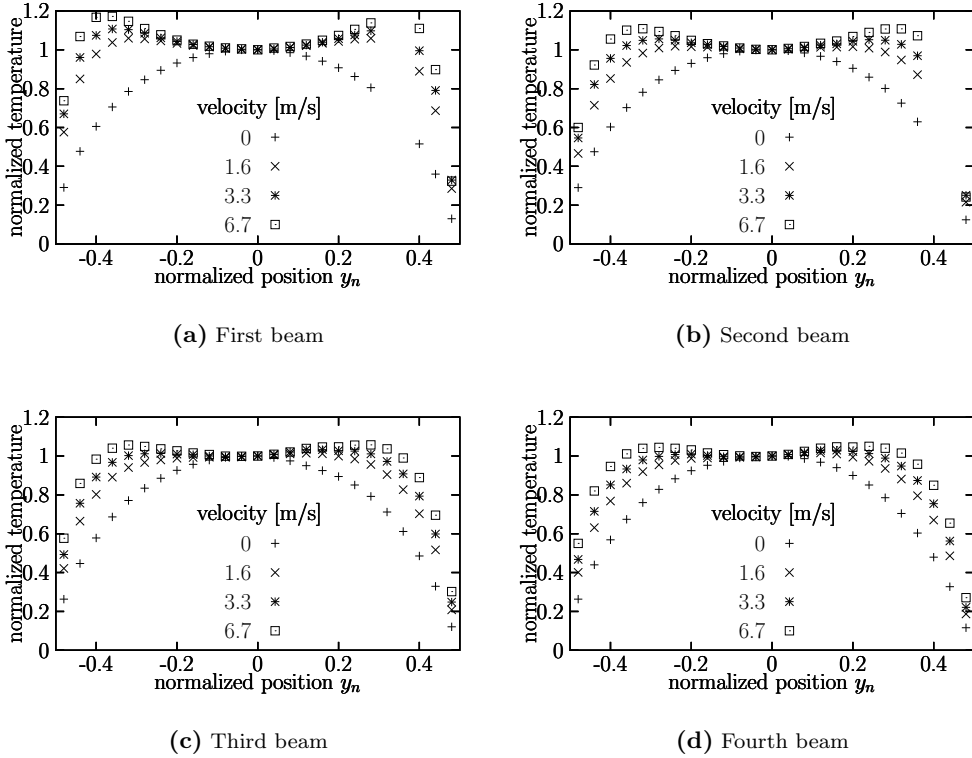 1.2
1
0.8
0.6
0.4
0.2
0
normalized temperature
velocity [m/s]
0
1.6
3.3
6.7
-0.4 -0.2 0 0.2 0.4
normalized position yn
(a) First beam
1.2
1
0.8
0.6
0.4
0.2
0
normalized temperature
velocity [m/s]
0
1.6
3.3
6.7
-0.4 -0.2 0 0.2 0.4
normalized position yn
(b) Second beam
1.2
1
0.8
0.6
0.4
0.2
0
normalized temperature
velocity [m/s]
0
1.6
3.3
6.7
-0.4 -0.2 0 0.2 0.4
normalized position yn
(c) Third beam
1.2
1
0.8
0.6
0.4
0.2
0
normalized temperature
velocity [m/s]
0
1.6
3.3
6.7
-0.4 -0.2 0 0.2 0.4
normalized position yn
(d) Fourth beam